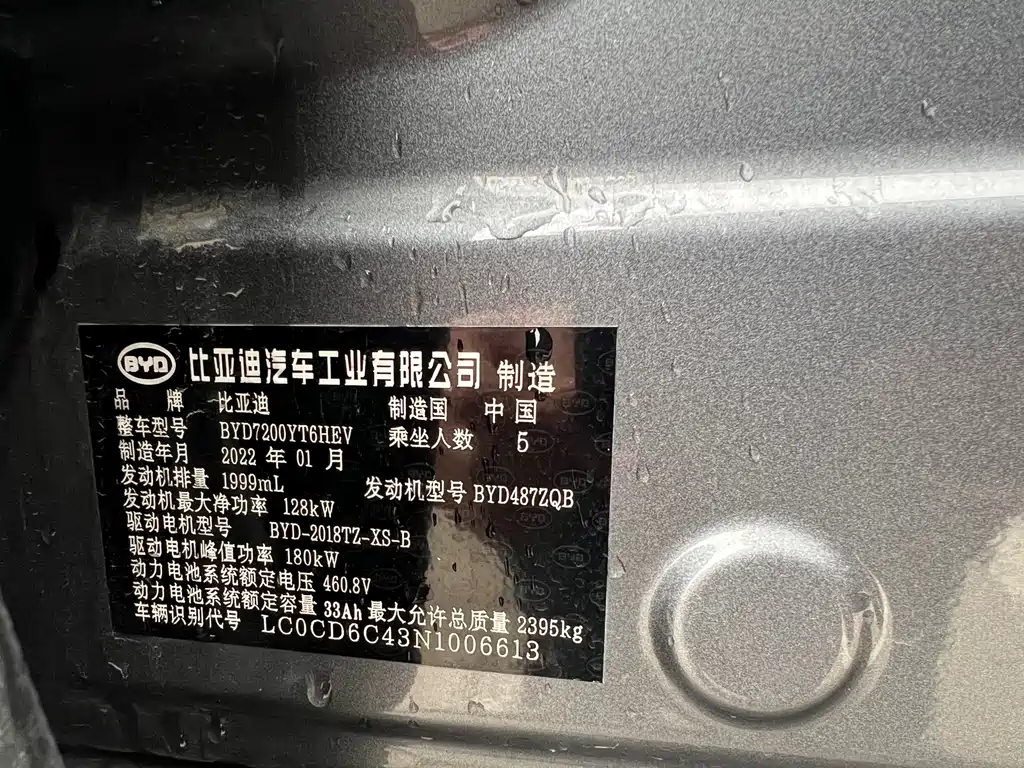 BYD 比亚迪汽车工业有限公司 制造
品 牌 比亚迪 制造国 中国
整车型号 BYD7200YT6HEV 乘坐人数 5
制造年月 2022 年 01 月
发动机排量 1999mL 发动机型号 BYD487ZQB
发动机最大净功率 128kW
驱动电机型号 BYD-2018TZ-XS-B
驱动电机峰值功率 180kW
动力电池系统额定电压 460.8V
动力电池系统额定容量 33Ah 最大允许总质量 2395kg
车辆识别代号 LC0CD6C43N1006613